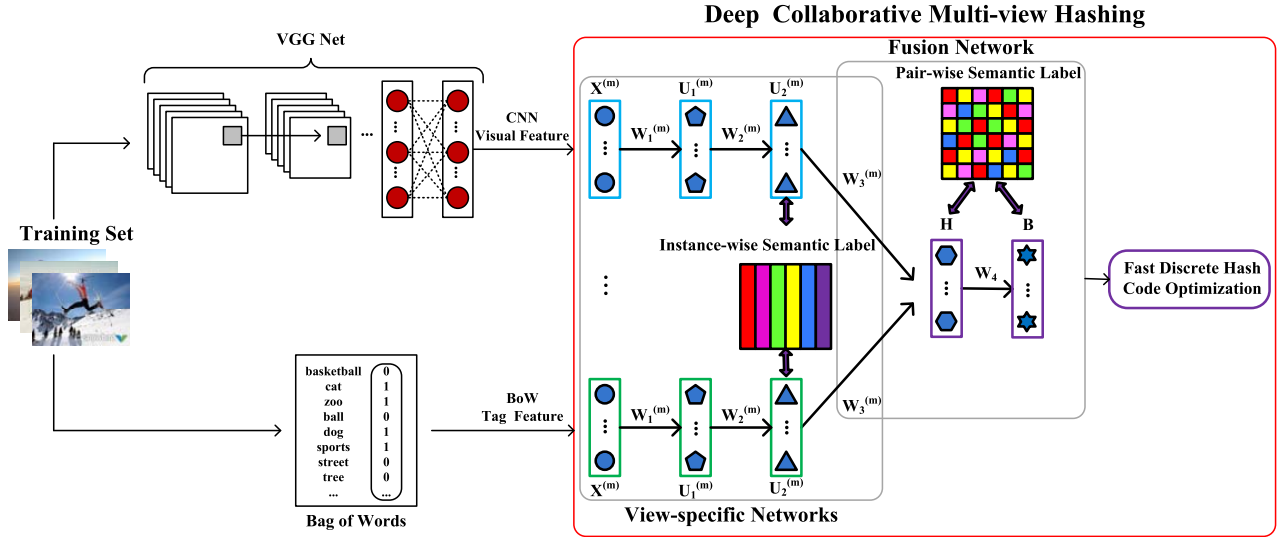 Deep Collaborative Multi-view Hashing
VGG Net
Fusion Network
Pair-wise Semantic Label
X^(m)
U₁^(m)
U₂^(m)
CNN
Visual Feature
W₁^(m)
W₂^(m)
...
W₃^(m)
Training Set
H
B
Instance-wise Semantic Label
W₄
Fast Discrete Hash
Code Optimization
basketball 0
cat 1
zoo 1
ball 0
dog 1
sports 1
street 0
tree 0
... ...
Bag of Words
BoW
Tag Feature
W₁^(m)
W₂^(m)
W₃^(m)
X^(m)
U₁^(m)
U₂^(m)
View-specific Networks